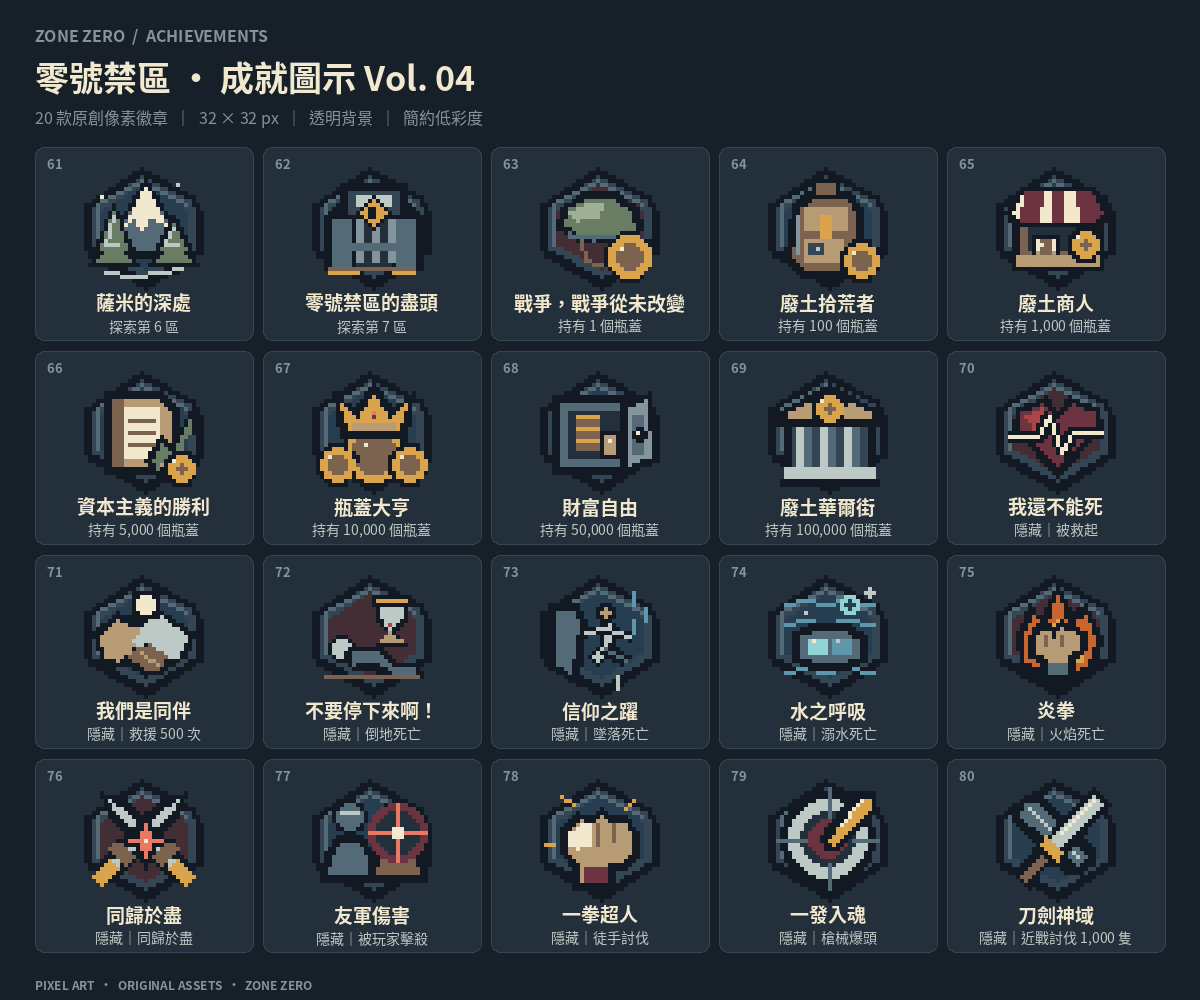 ZONE ZERO / ACHIEVEMENTS
零號禁區 · 成就圖示 Vol. 04
20 款原創像素徽章 ｜ 32 × 32 px ｜ 透明背景 ｜ 簡約低彩度
61
薩米的深處
探索第 6 區
62
零號禁區的盡頭
探索第 7 區
63
戰爭，戰爭從未改變
持有 1 個瓶蓋
64
廢土拾荒者
持有 100 個瓶蓋
65
廢土商人
持有 1,000 個瓶蓋
66
資本主義的勝利
持有 5,000 個瓶蓋
67
瓶蓋大亨
持有 10,000 個瓶蓋
68
財富自由
持有 50,000 個瓶蓋
69
廢土華爾街
持有 100,000 個瓶蓋
70
我還不能死
隱藏｜被救起
71
我們是同伴
隱藏｜救援 500 次
72
不要停下來啊！
隱藏｜倒地死亡
73
信仰之躍
隱藏｜墜落死亡
74
水之呼吸
隱藏｜溺水死亡
75
炎拳
隱藏｜火焰死亡
76
同歸於盡
隱藏｜同歸於盡
77
友軍傷害
隱藏｜被玩家擊殺
78
一拳超人
隱藏｜徒手討伐
79
一發入魂
隱藏｜槍械爆頭
80
刀劍神域
隱藏｜近戰討伐 1,000 隻
PIXEL ART · ORIGINAL ASSETS · ZONE ZERO